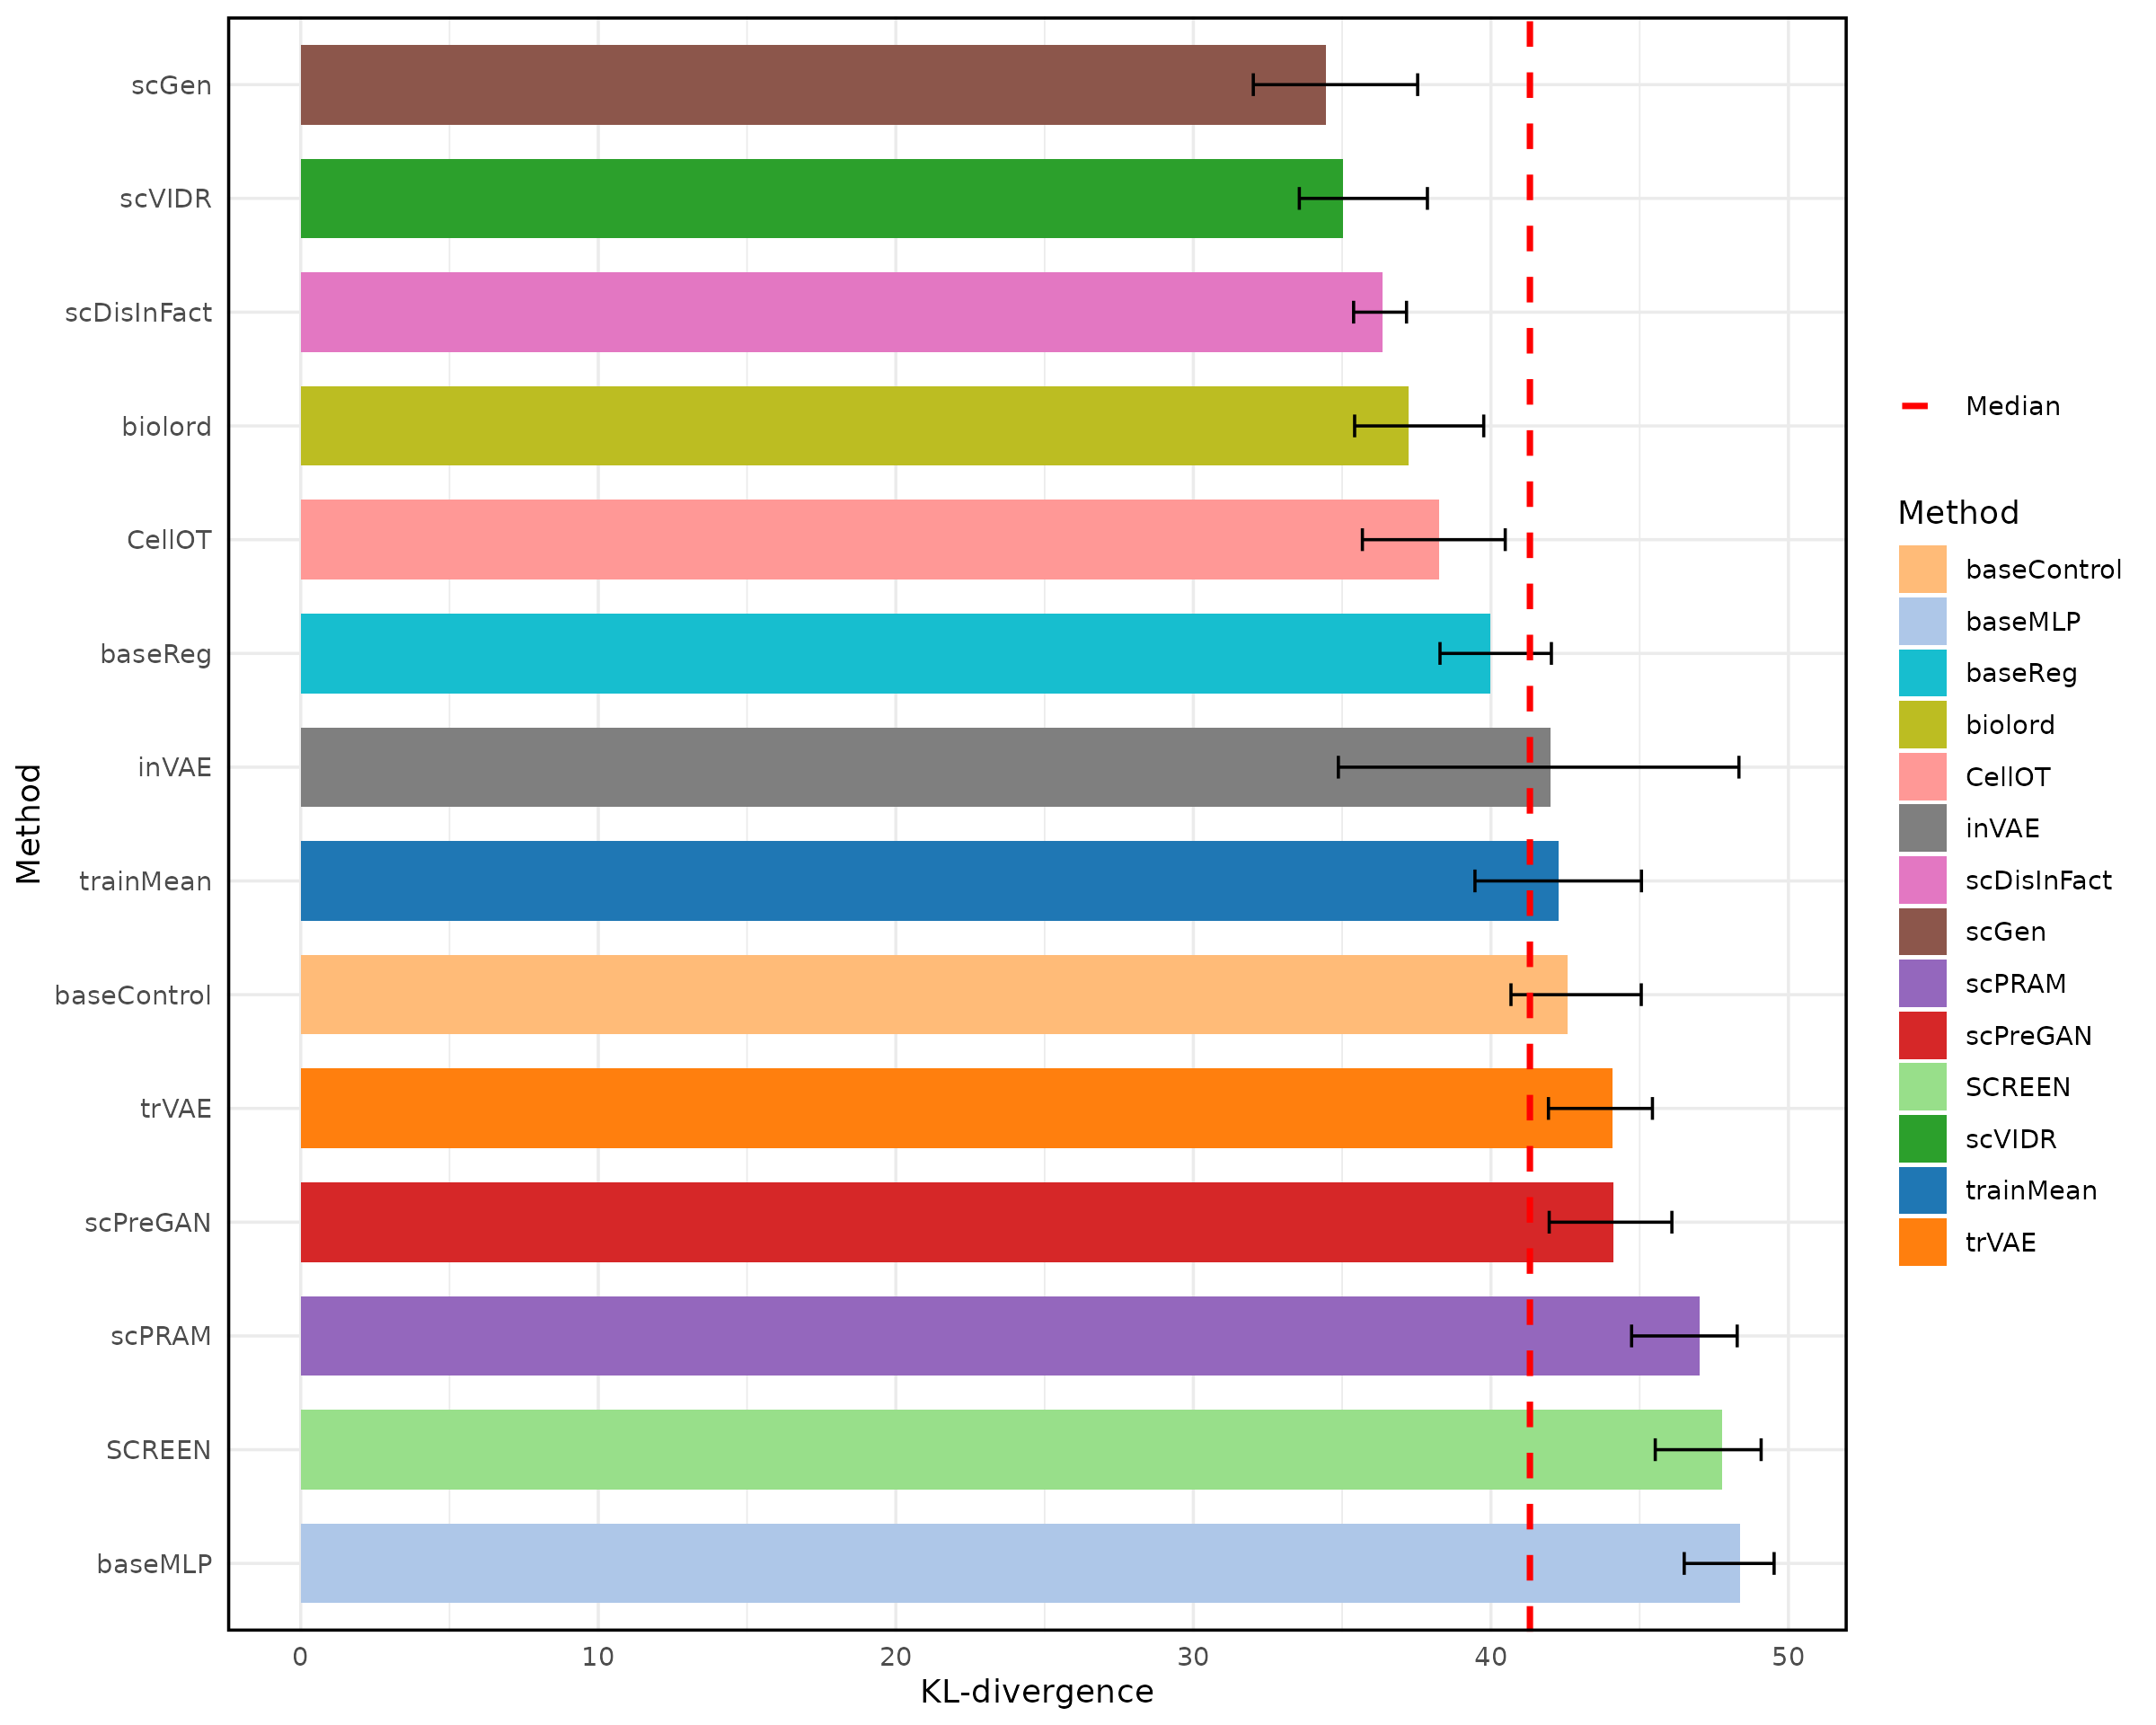 scGen
scVIDR
scDisInFact
biolord
CellOT
baseReg
inVAE
trainMean
baseControl
trVAE
scPreGAN
scPRAM
SCREEN
baseMLP
Method
0 10 20 30 40 50
KL-divergence
Median
Method
baseControl
baseMLP
baseReg
biolord
CellOT
inVAE
scDisInFact
scGen
scPRAM
scPreGAN
SCREEN
scVIDR
trainMean
trVAE